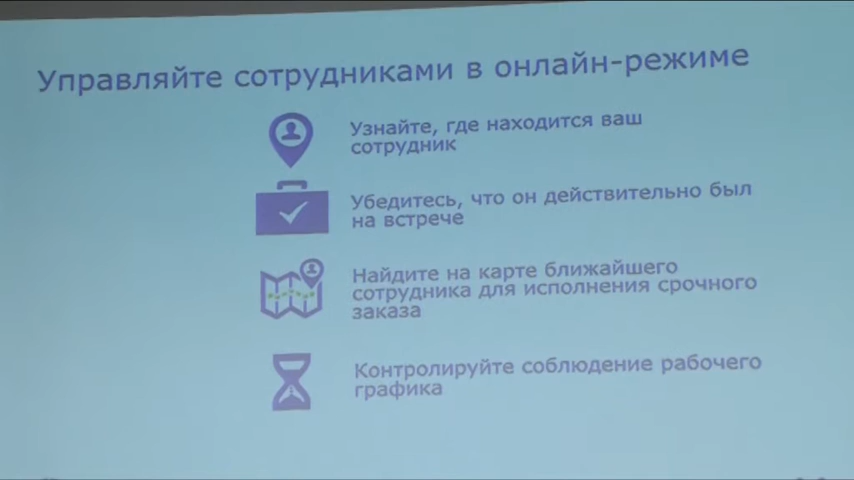 Управляйте сотрудниками в онлайн-режиме
Узнайте, где находится ваш
сотрудник
Убедитесь, что он действительно был
на встрече
Найдите на карте ближайшего
сотрудника для исполнения срочного
заказа
Контролируйте соблюдение рабочего
графика